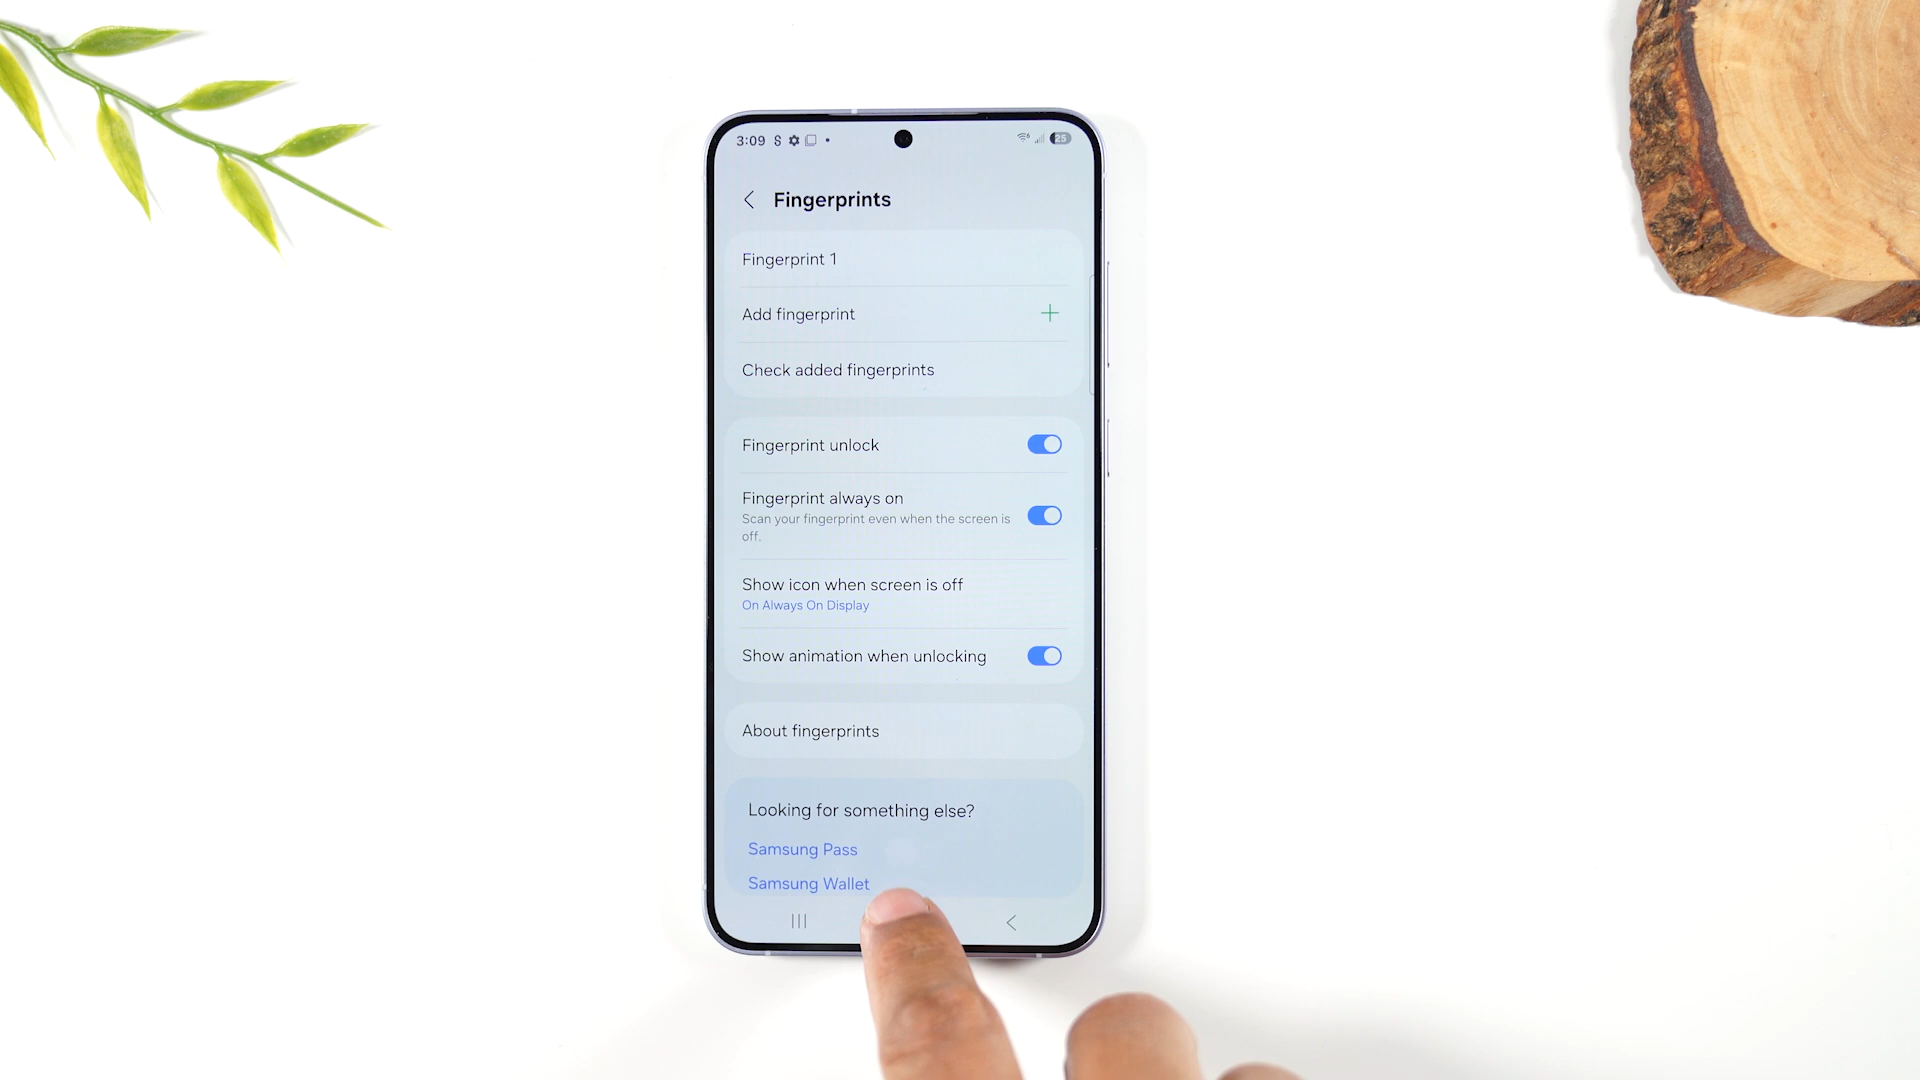 3:09
25
Fingerprints
Fingerprint 1
Add fingerprint
Check added fingerprints
Fingerprint unlock
Fingerprint always on
Scan your fingerprint even when the screen is
off.
Show icon when screen is off
On Always On Display
Show animation when unlocking
About fingerprints
Looking for something else?
Samsung Pass
Samsung Wallet